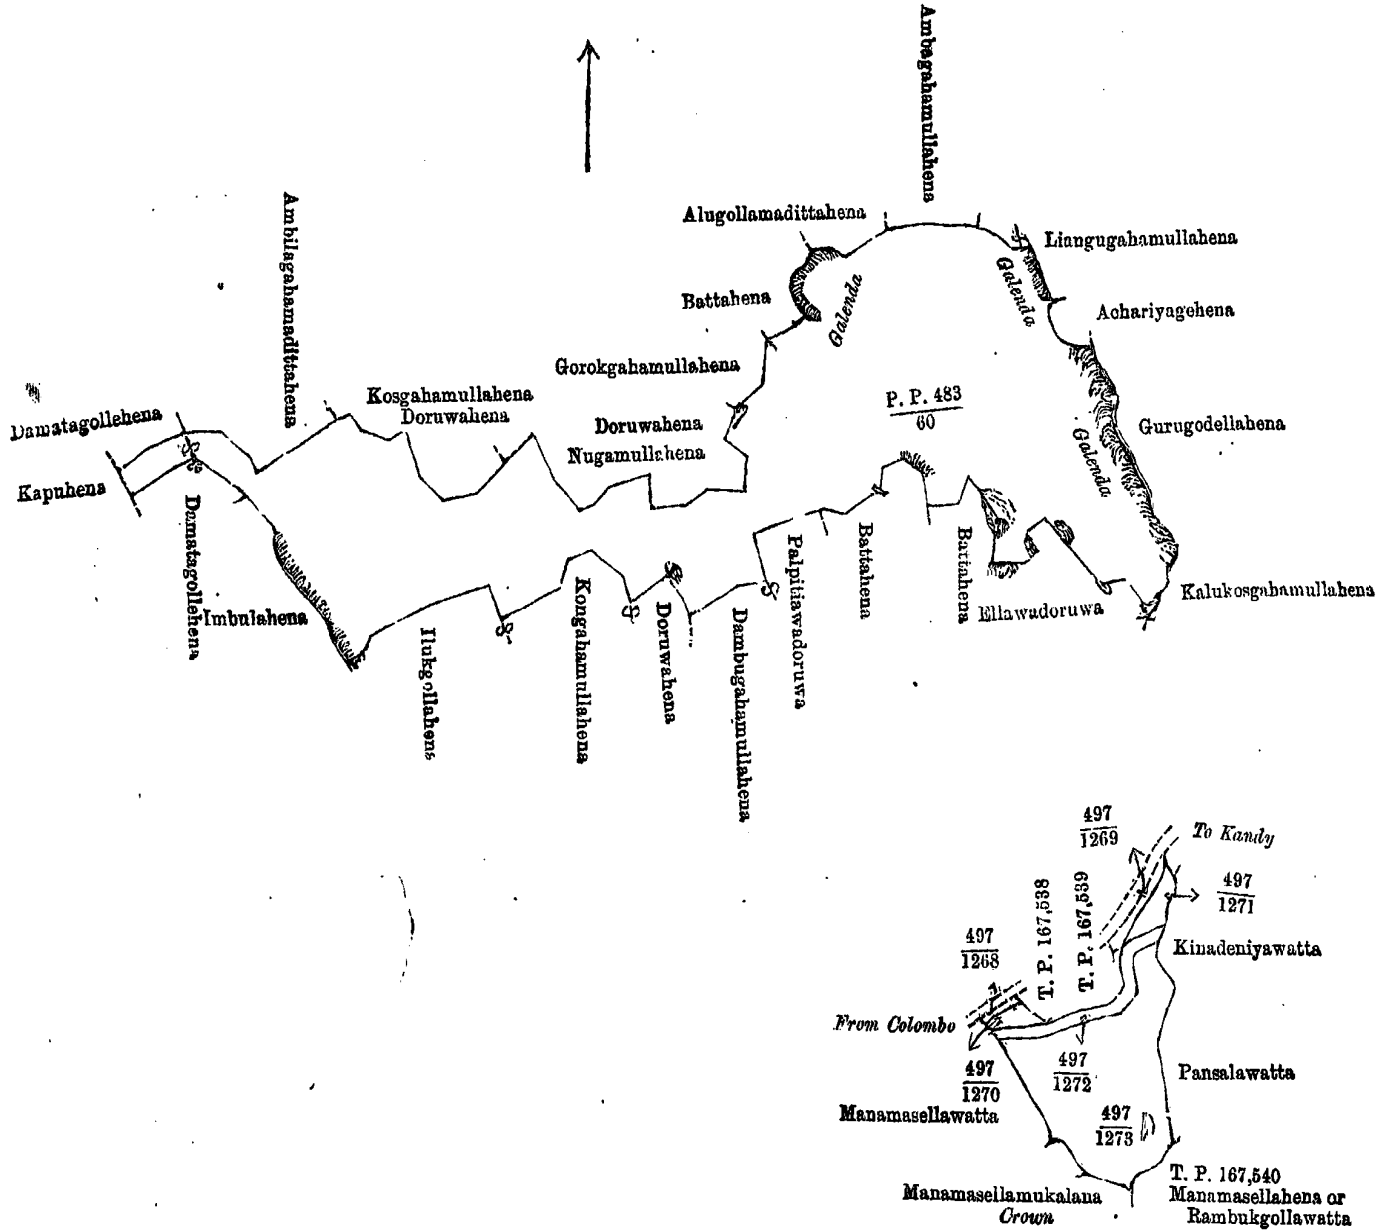 Ambagahamullahena
Alugollamadittahena
Liangugahamullahena
Galenda
Galenda
Battahena
Achariyagehena
Ambilagahamadittahena
Gorokgahamullahena
Kosgahamullahena
Doruwahena
P. P. 483
60
Damatagollehena
Doruwahena
Nugamullahena
Gurugodellahena
Galenda
Kapuhena
Damatagollehena
Imbulahena
Ilukgollahena
Kongahamullahena
Doruwahena
Dambugahamullahena
Palpitiawadoruwa
Battahena
Battahena
Ellawadoruwa
Kalukosgahamullahena
497
1269
To Kandy
T. P. 167,538
T. P. 167,539
497
1271
497
1268
Kinadeniyawatta
From Colombo
497
1270
497
1272
Pansalawatta
Manamasellawatta
497
1273
T. P. 167,540
Manamasellamukalana
Crown
Manamasellahena or
Rambukgollawatta